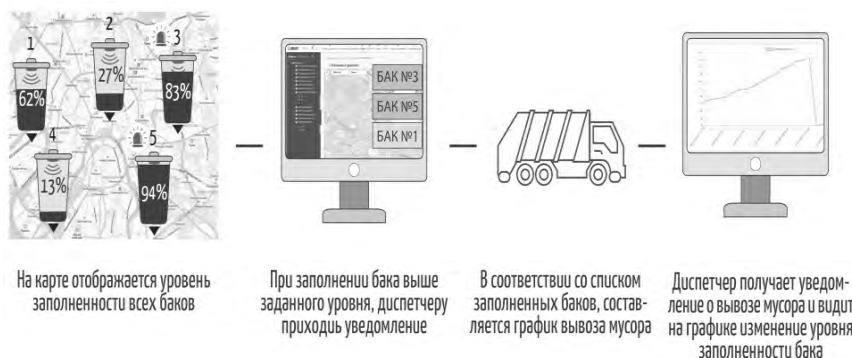 1
2
3
62%
27%
83%
4
5
13%
94%
БАК №3
БАК №5
БАК №1
На карте отображается уровень
заполненности всех баков
При заполнении бака выше
заданного уровня, диспетчеру
приходиь уведомление
В соответствии со списком
заполненных баков, состав-
ляется график вывоза мусора
Диспетчер получает уведом-
ление о вывозе мусора и видит
на графике изменение уровня
заполненности бака